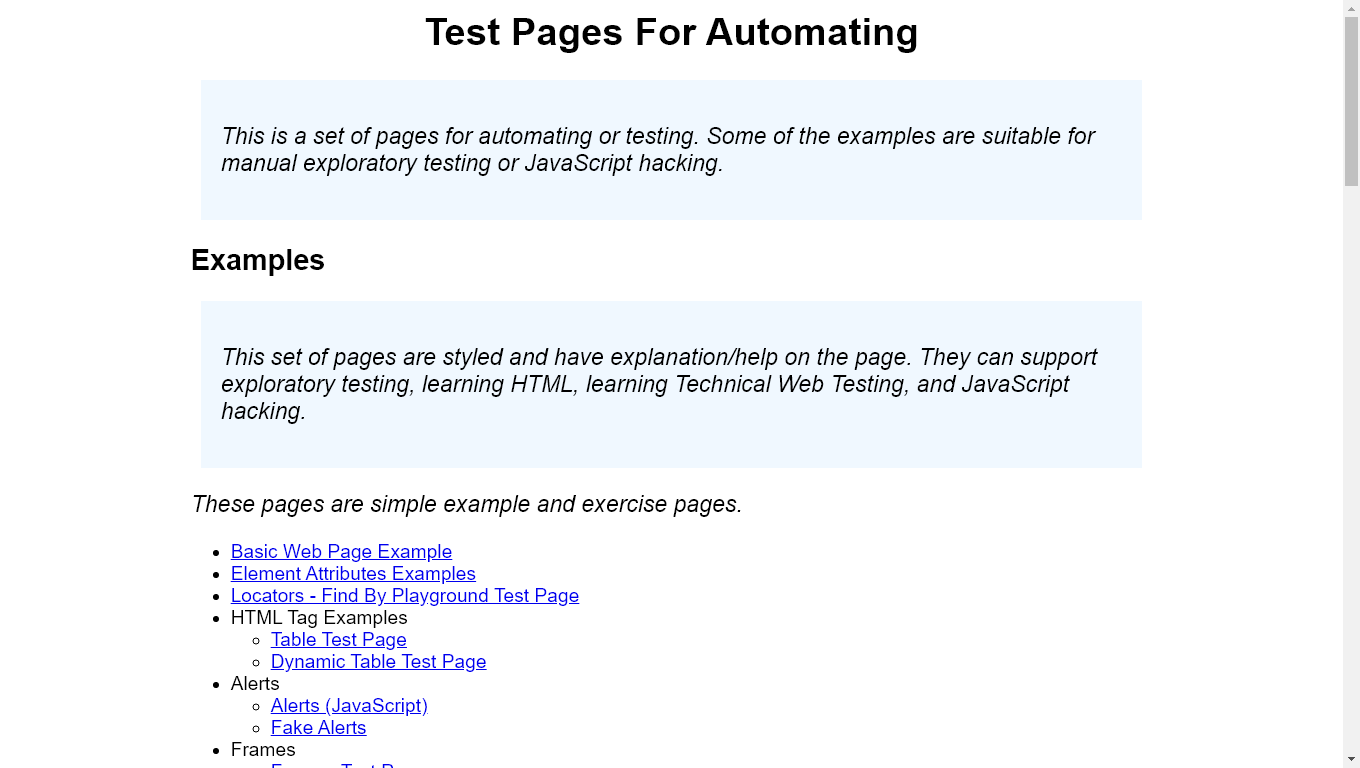 Test Pages For Automating
This is a set of pages for automating or testing. Some of the examples are suitable for
manual exploratory testing or JavaScript hacking.
Examples
This set of pages are styled and have explanation/help on the page. They can support
exploratory testing, learning HTML, learning Technical Web Testing, and JavaScript
hacking.
These pages are simple example and exercise pages.
Basic Web Page Example
Element Attributes Examples
Locators - Find By Playground Test Page
HTML Tag Examples
Table Test Page
Dynamic Table Test Page
Alerts
Alerts (JavaScript)
Fake Alerts
Frames